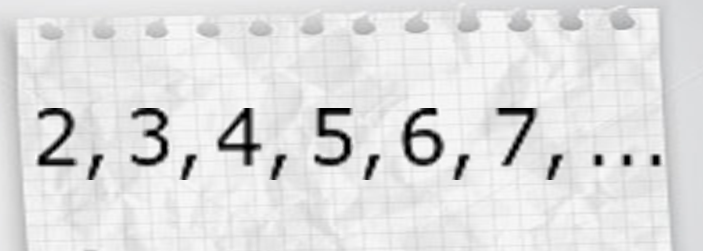 2, 3, 4, 5, 6, 7, ...